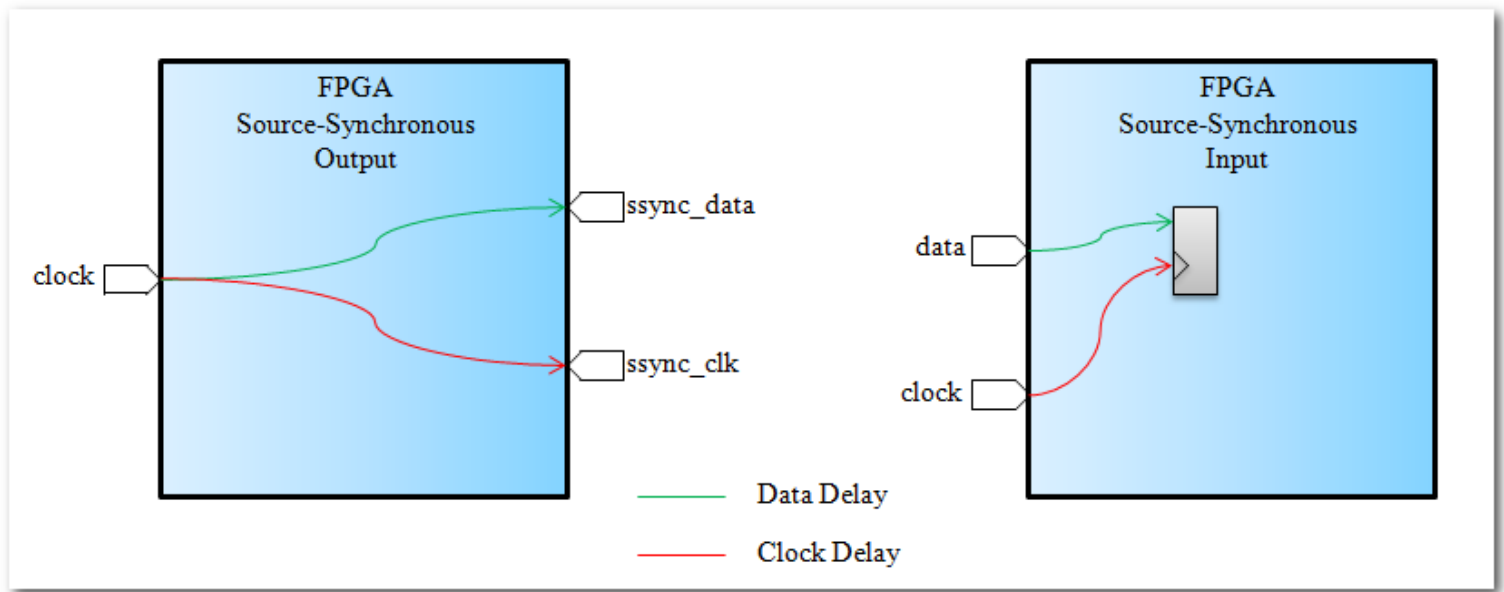 FPGA
Source-Synchronous
Output
clock
ssync_data
ssync_clk
FPGA
Source-Synchronous
Input
data
clock
Data Delay
Clock Delay